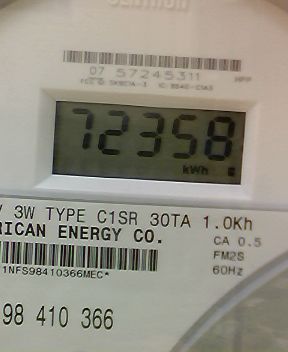 CENTRON
07 57245311
72358
kWh
V 3W TYPE C1SR 30TA 1.0Kh
RICAN ENERGY CO.
CA 0.5
FM2S
60Hz
1NFS98410366MEC*
98 410 366